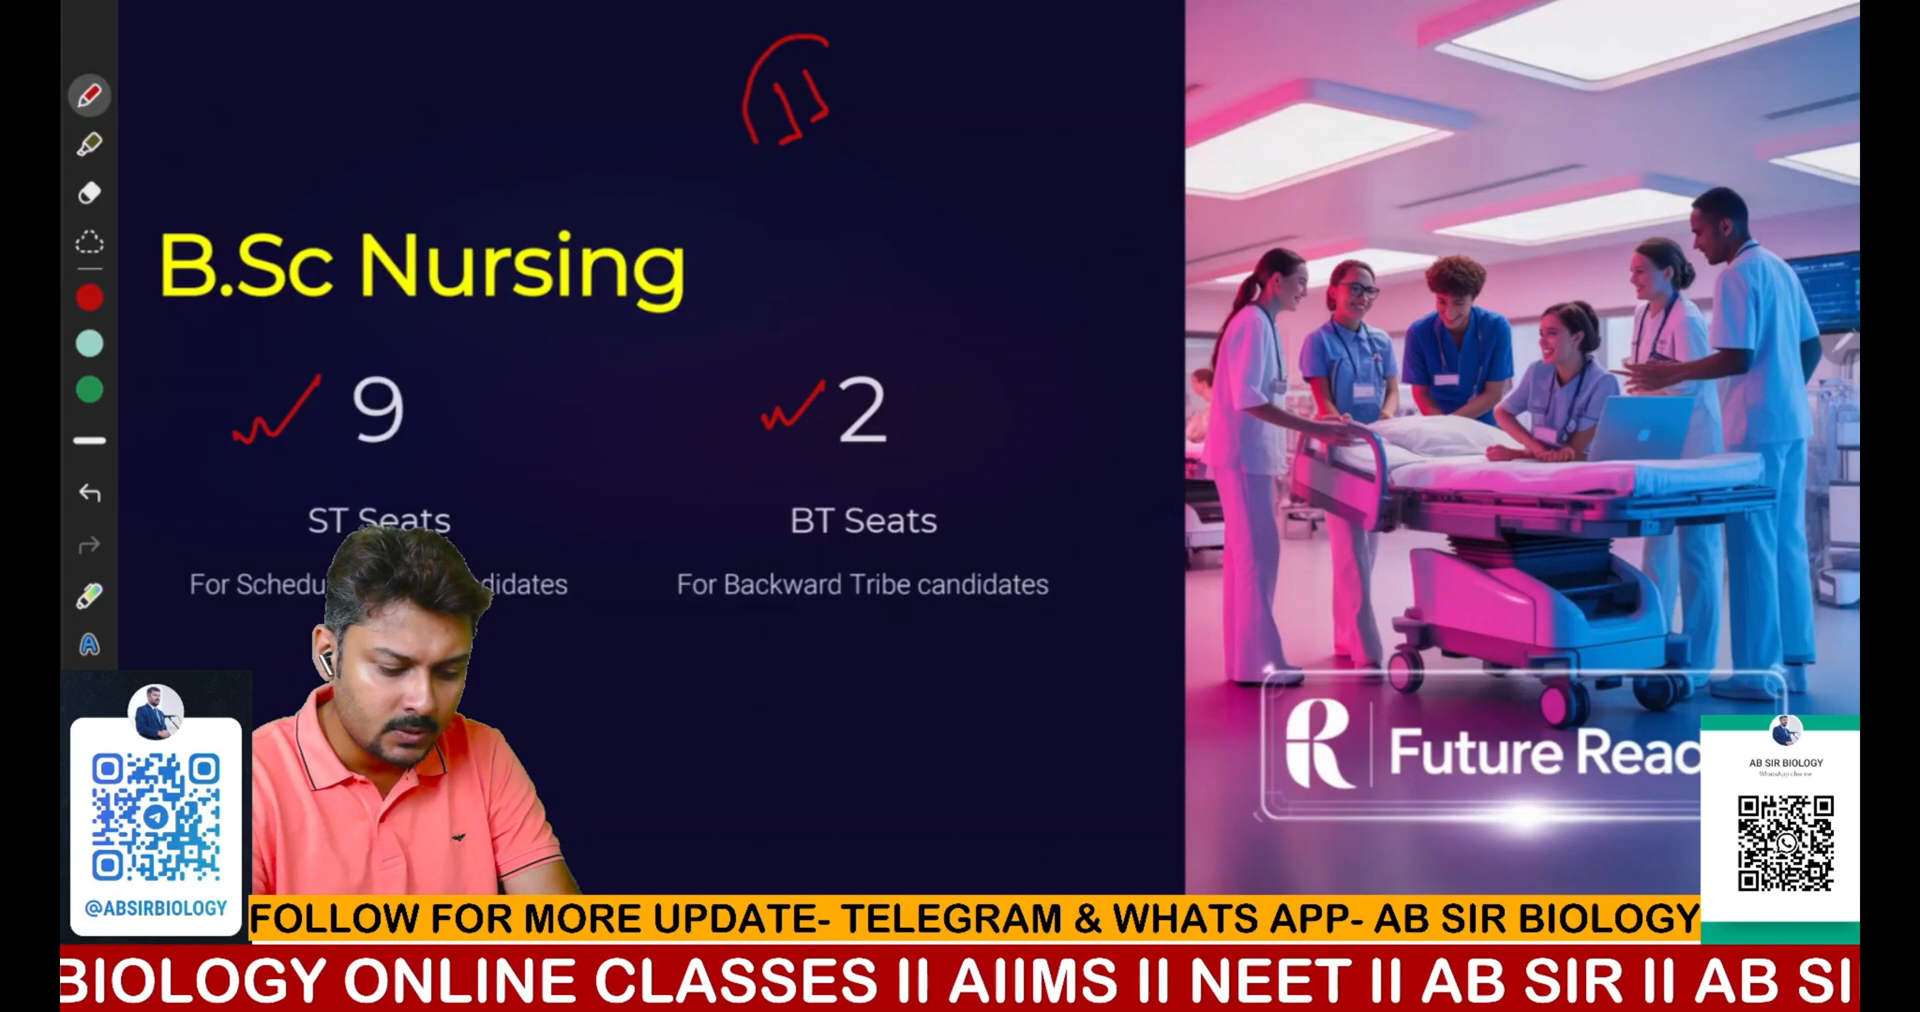 11
B.Sc Nursing
9
2
ST Seats
BT Seats
For Schedu
didates
For Backward Tribe candidates
Future Read
AB SIR BIOLOGY
@ABSIRBIOLOGY
FOLLOW FOR MORE UPDATE- TELEGRAM & WHATS APP- AB SIR BIOLOGY
BIOLOGY ONLINE CLASSES II AIIMS II NEET II AB SIR II AB SI